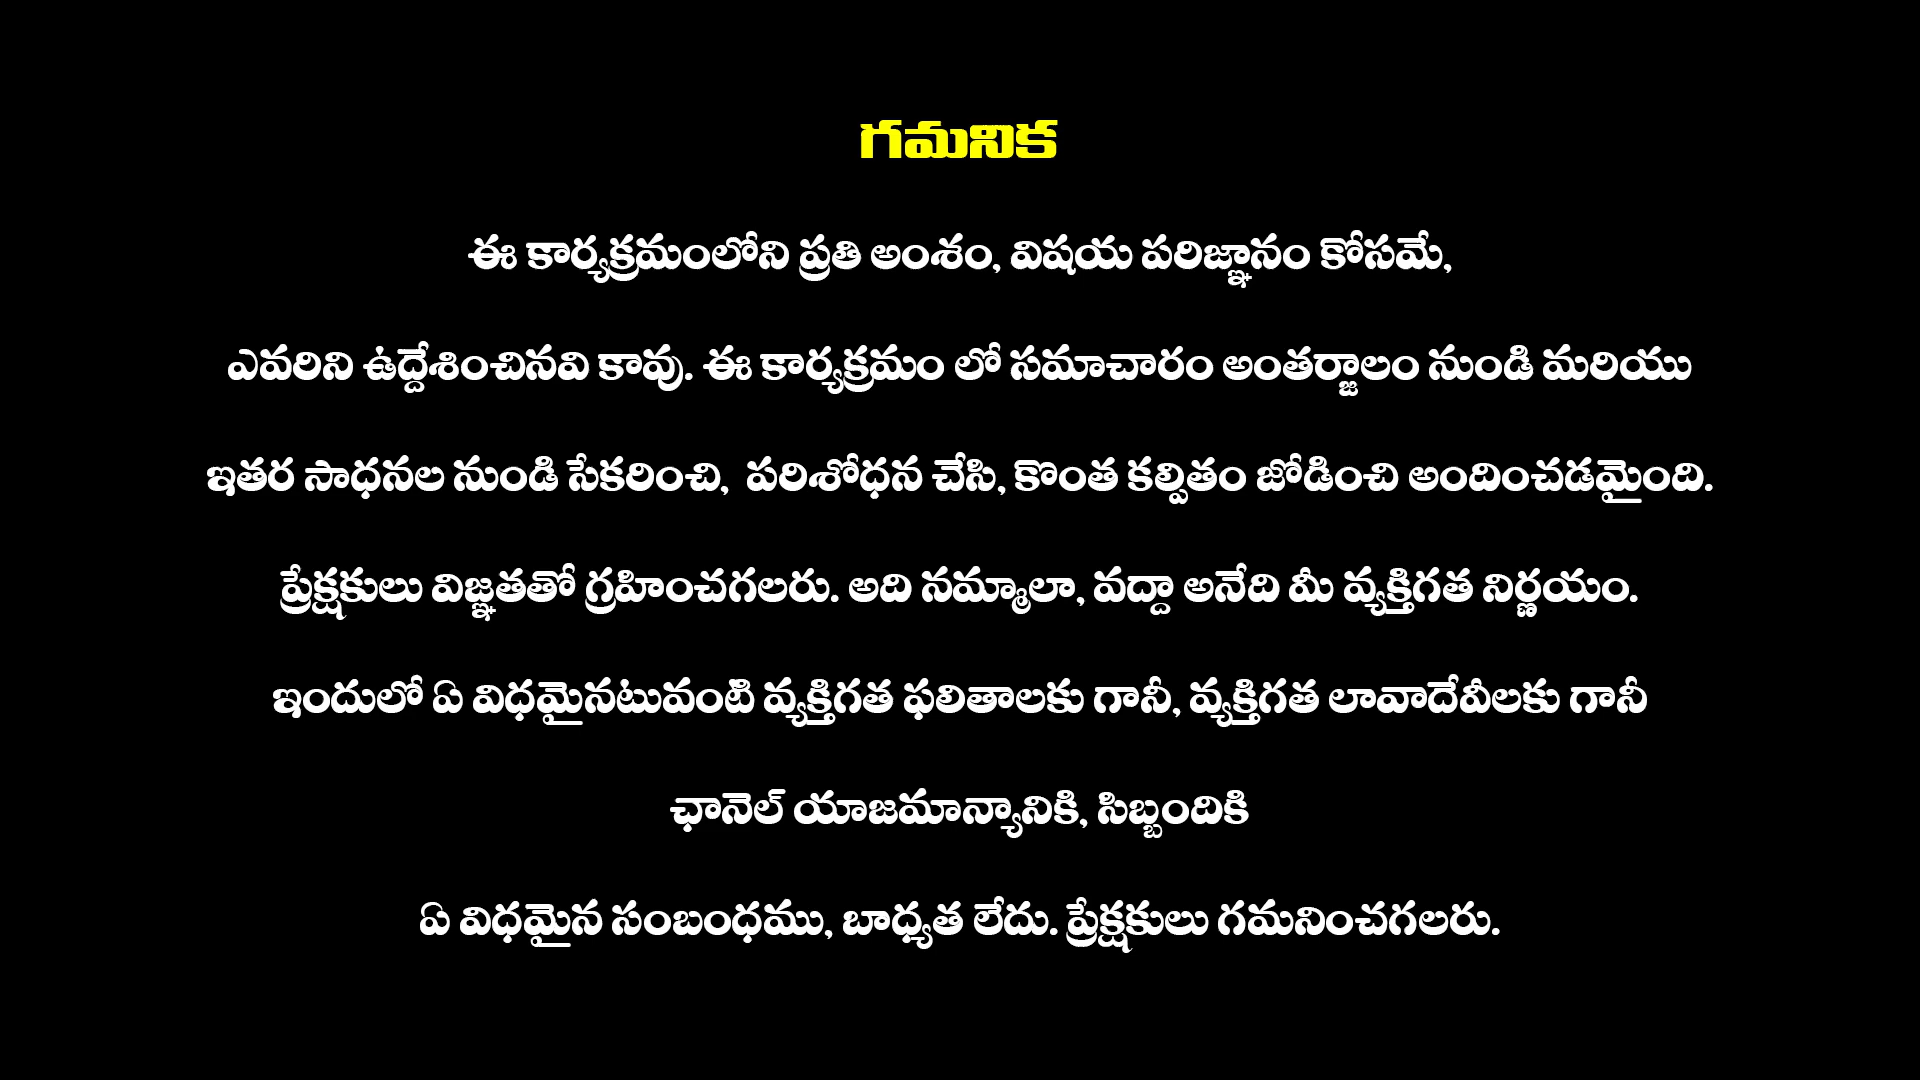 గమనిక
ఈ కార్యక్రమంలోని ప్రతి అంశం, విషయ పరిజ్ఞానం కోసమే,
ఎవరిని ఉద్దేశించినవి కావు. ఈ కార్యక్రమం లో సమాచారం అంతర్జాలం నుండి మరియు
ఇతర సాధనల నుండి సేకరించి, పరిశోధన చేసి, కొంత కల్పితం జోడించి అందించడమైంది.
ప్రేక్షకులు విజ్ఞతతో గ్రహించగలరు. అది నమ్మాలా, వద్దా అనేది మీ వ్యక్తిగత నిర్ణయం.
ఇందులో ఏ విధమైనటువంటి వ్యక్తిగత ఫలితాలకు గానీ, వ్యక్తిగత లావాదేవీలకు గానీ
ఛానెల్ యాజమాన్యానికి, సిబ్బందికి
ఏ విధమైన సంబంధము, బాధ్యత లేదు. ప్రేక్షకులు గమనించగలరు.